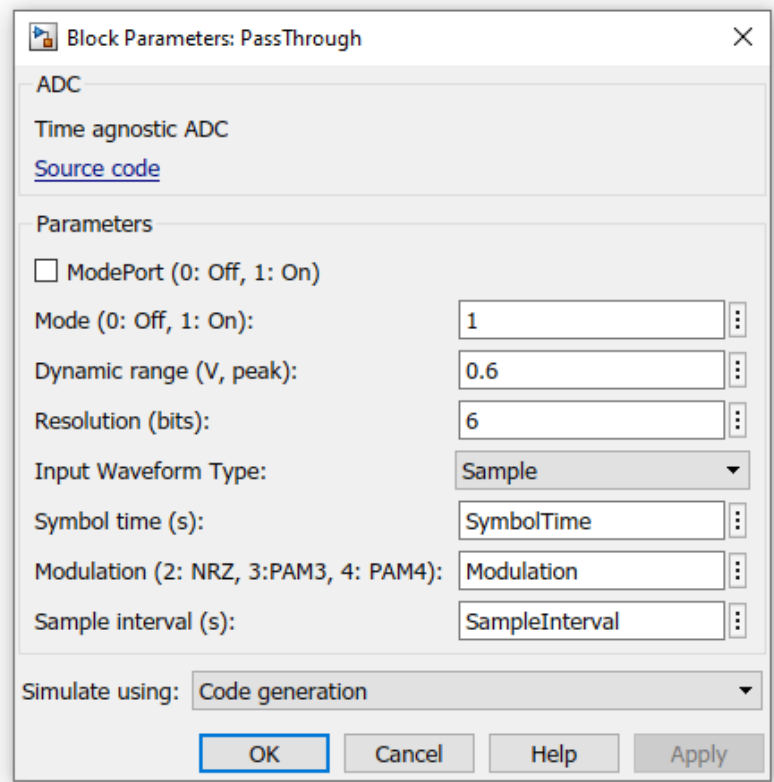 Block Parameters: PassThrough
ADC
Time agnostic ADC
Source code
Parameters
ModePort (0: Off, 1: On)
Mode (0: Off, 1: On): 1
Dynamic range (V, peak): 0.6
Resolution (bits): 6
Input Waveform Type: Sample
Symbol time (s): SymbolTime
Modulation (2: NRZ, 3:PAM3, 4: PAM4): Modulation
Sample interval (s): SampleInterval
Simulate using: Code generation
OK Cancel Help Apply